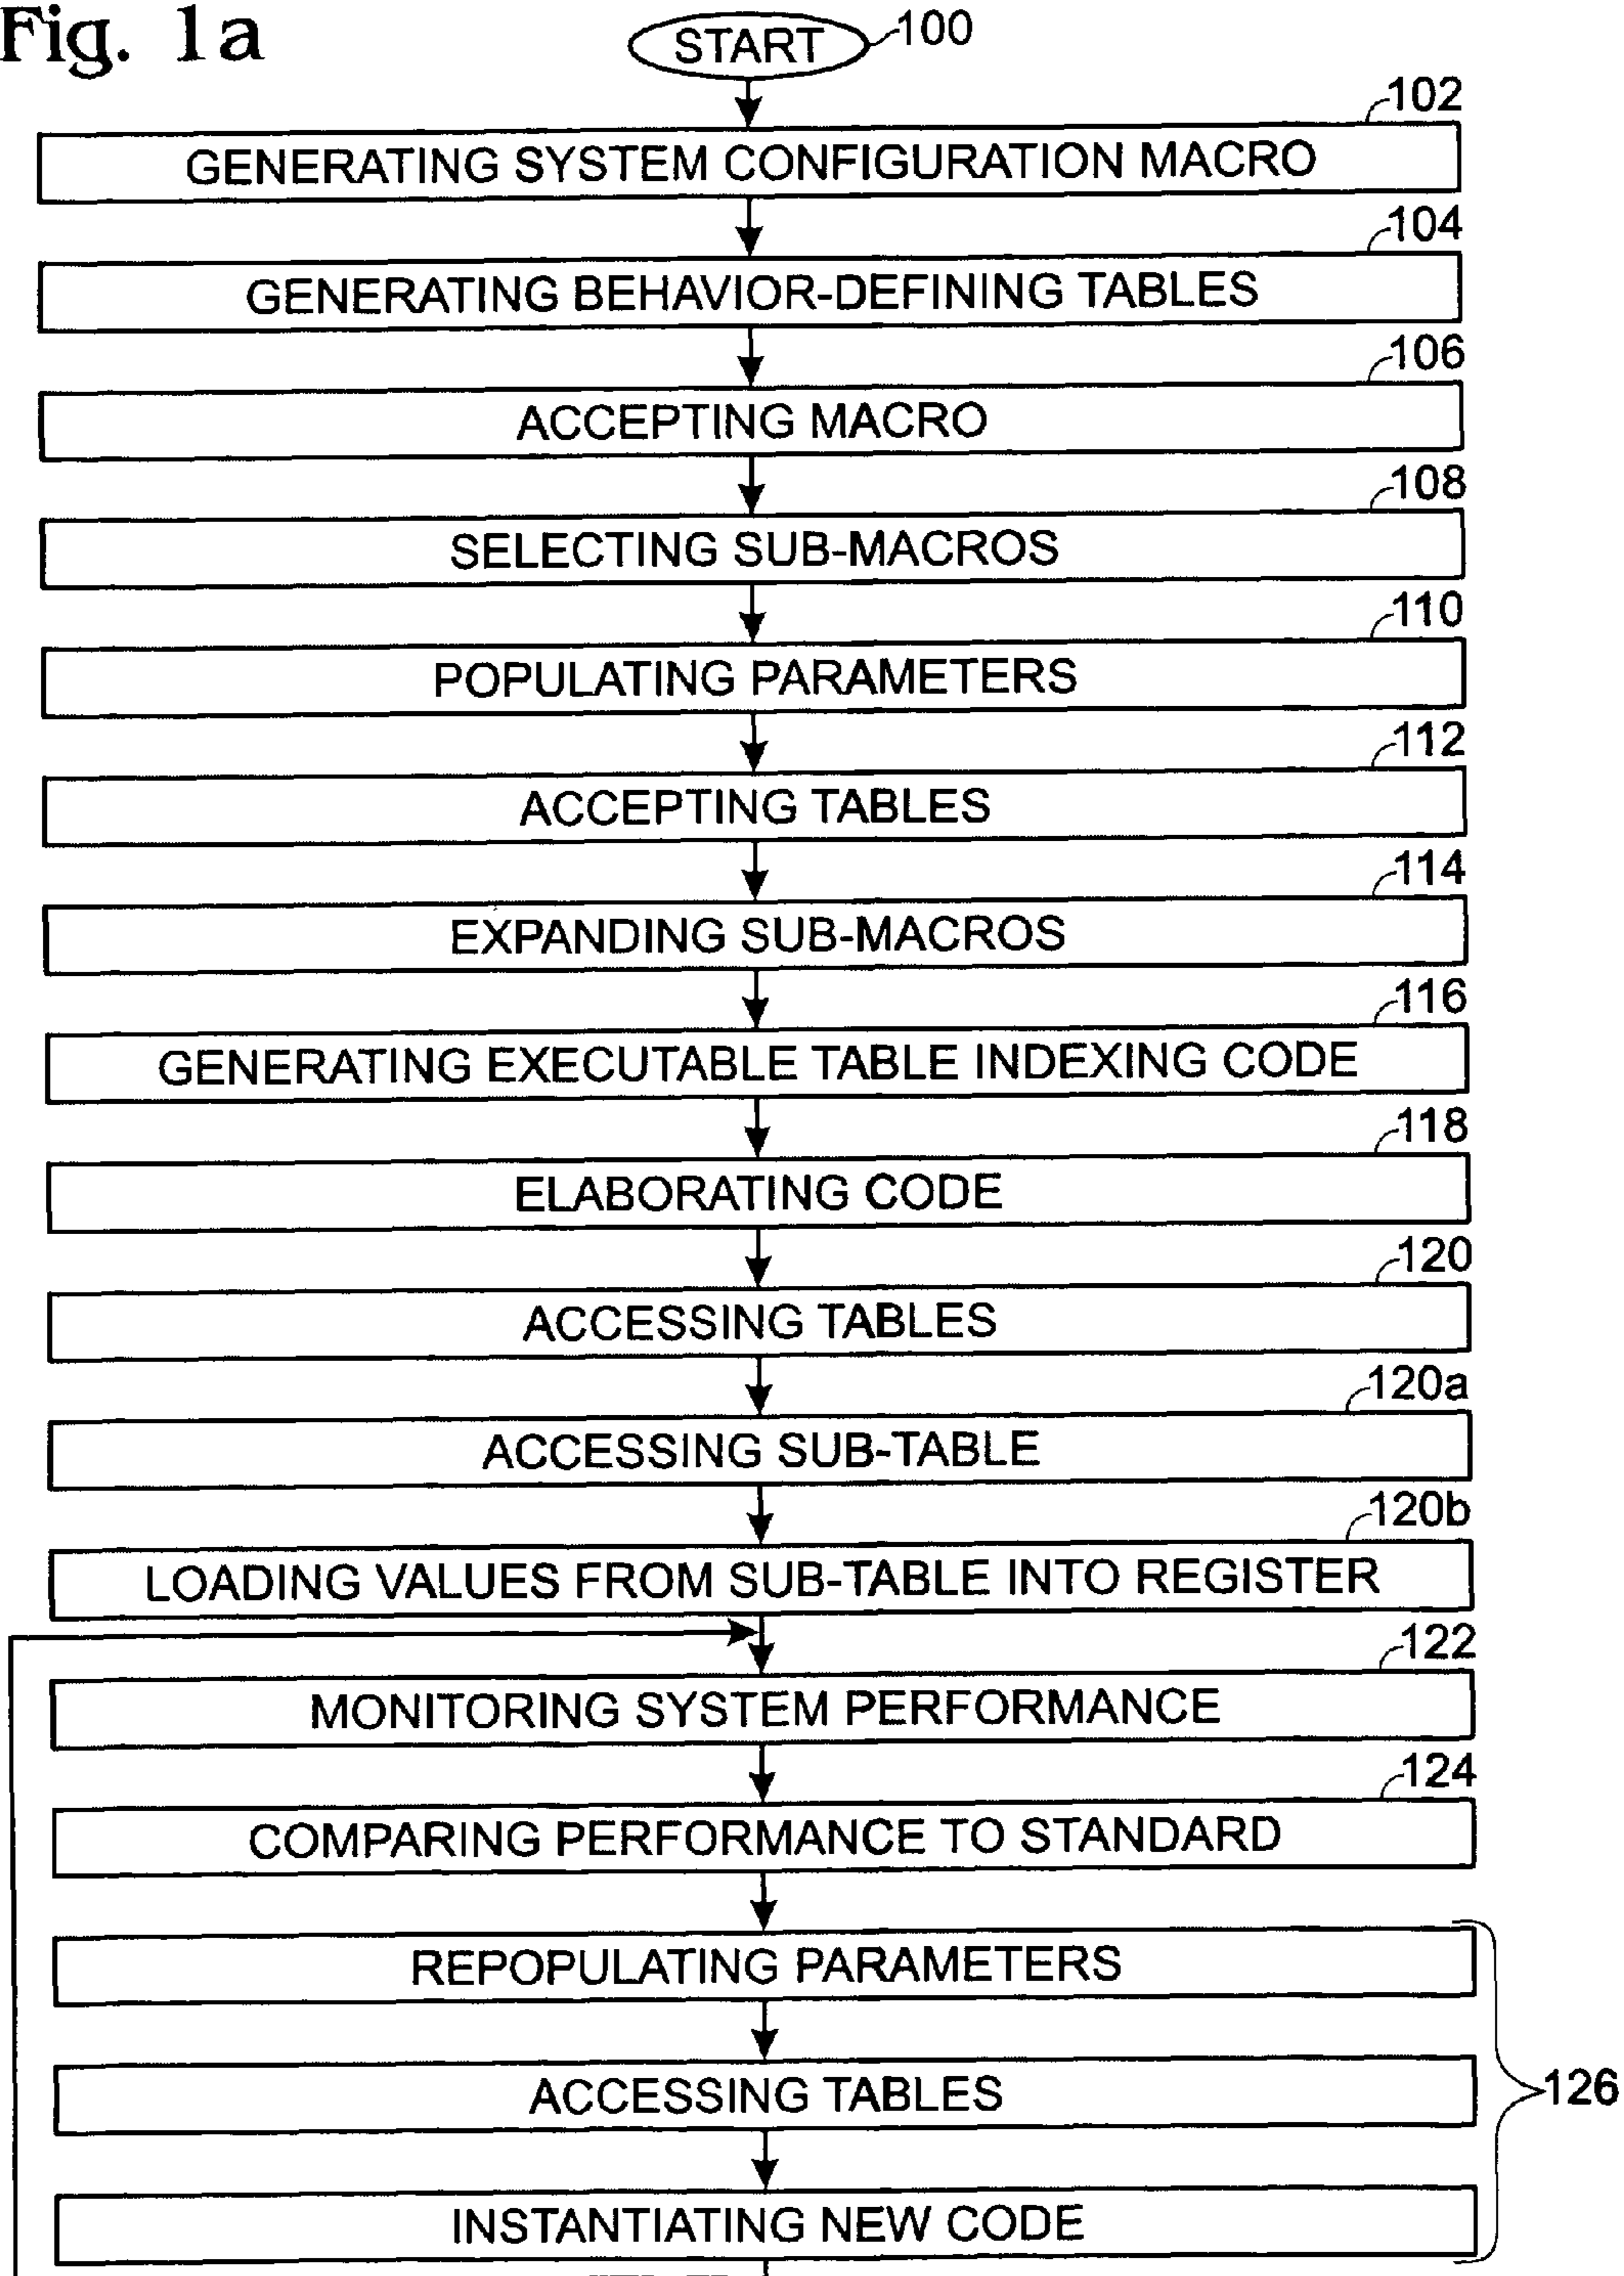 Fig. 1a
START
100
102
GENERATING SYSTEM CONFIGURATION MACRO
104
GENERATING BEHAVIOR-DEFINING TABLES
106
ACCEPTING MACRO
108
SELECTING SUB-MACROS
110
POPULATING PARAMETERS
112
ACCEPTING TABLES
114
EXPANDING SUB-MACROS
116
GENERATING EXECUTABLE TABLE INDEXING CODE
118
ELABORATING CODE
120
ACCESSING TABLES
120a
ACCESSING SUB-TABLE
120b
LOADING VALUES FROM SUB-TABLE INTO REGISTER
122
MONITORING SYSTEM PERFORMANCE
124
COMPARING PERFORMANCE TO STANDARD
REPOPULATING PARAMETERS
ACCESSING TABLES
126
INSTANTIATING NEW CODE